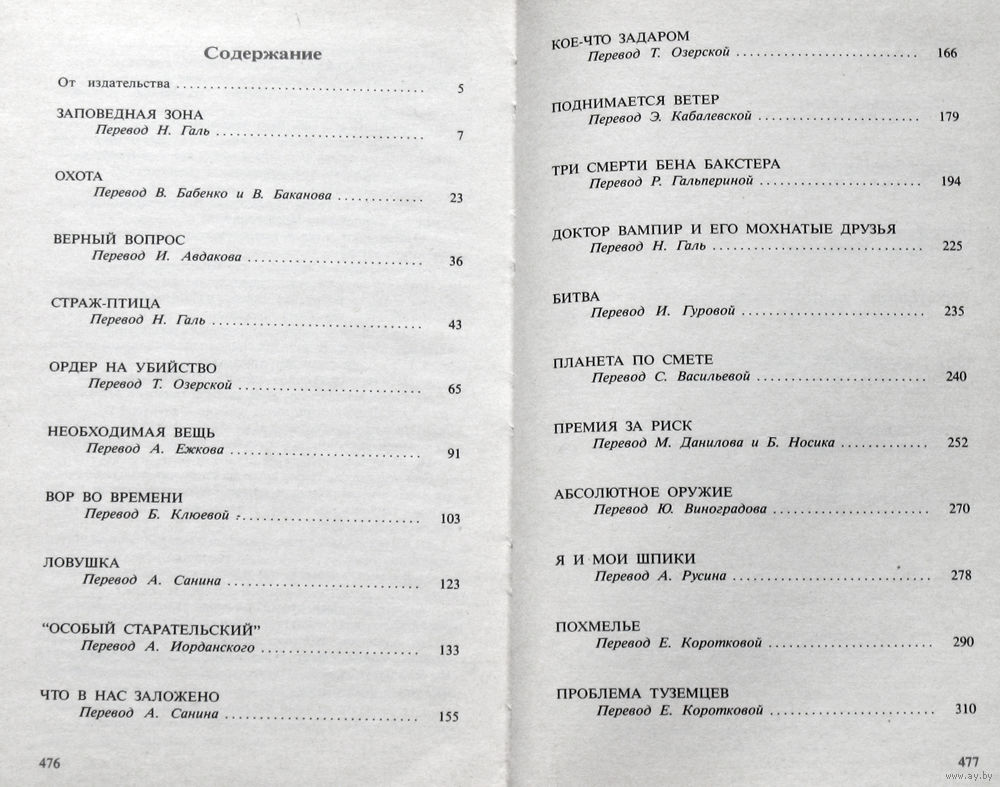 Содержание
От издательства ........................ 5
ЗАПОВЕДНАЯ ЗОНА
Перевод Н. Галь ........................ 7
ОХОТА
Перевод В. Бабенко и В. Баканова ............ 23
ВЕРНЫЙ ВОПРОС
Перевод И. Авдакова ........................ 36
СТРАЖ-ПТИЦА
Перевод Н. Галь ........................ 43
ОРДЕР НА УБИЙСТВО
Перевод Т. Озерской ........................ 65
НЕОБХОДИМАЯ ВЕЩЬ
Перевод А. Ежкова ........................ 91
ВОР ВО ВРЕМЕНИ
Перевод Б. Клюевой ........................ 103
ЛОВУШКА
Перевод А. Санина ........................ 123
"ОСОБЫЙ СТАРАТЕЛЬСКИЙ"
Перевод А. Иорданского ........................ 133
ЧТО В НАС ЗАЛОЖЕНО
Перевод А. Санина ........................ 155
476
КОЕ-ЧТО ЗАДАРОМ
Перевод Т. Озерской ........................ 166
ПОДНИМАЕТСЯ ВЕТЕР
Перевод Э. Кабалевской ........................ 179
ТРИ СМЕРТИ БЕНА БАКСТЕРА
Перевод Р. Гальпериной ........................ 194
ДОКТОР ВАМПИР И ЕГО МОХНАТЫЕ ДРУЗЬЯ
Перевод Н. Галь ........................ 225
БИТВА
Перевод И. Гуровой ........................ 235
ПЛАНЕТА ПО СМЕТЕ
Перевод С. Васильевой ........................ 240
ПРЕМИЯ ЗА РИСК
Перевод М. Данилова и Б. Носика ............ 252
АБСОЛЮТНОЕ ОРУЖИЕ
Перевод Ю. Виноградова ........................ 270
Я И МОИ ШПИКИ
Перевод А. Русина ........................ 278
ПОХМЕЛЬЕ
Перевод Е. Коротковой ........................ 290
ПРОБЛЕМА ТУЗЕМЦЕВ
Перевод Е. Коротковой ........................ 310
477
www.ay.by